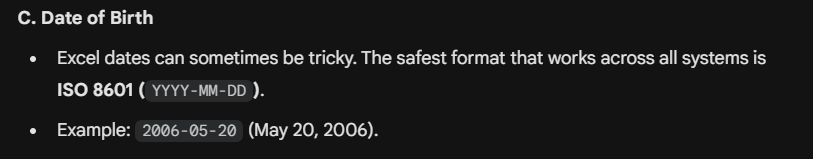 C. Date of Birth
• Excel dates can sometimes be tricky. The safest format that works across all systems is
ISO 8601 ( YYYY-MM-DD ).
• Example: 2006-05-20 (May 20, 2006).